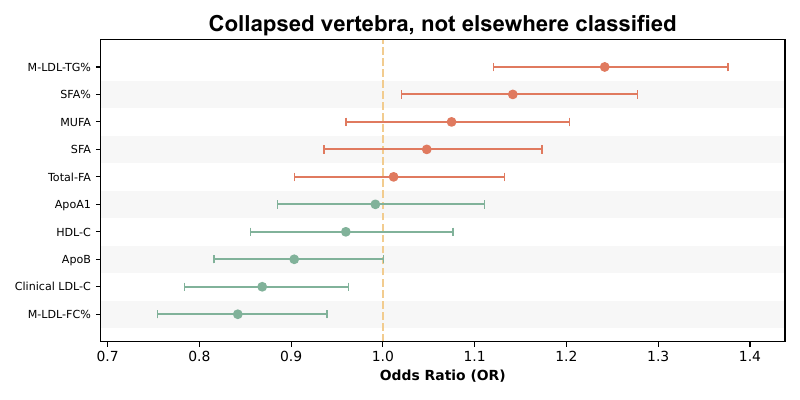 Collapsed vertebra, not elsewhere classified
M-LDL-TG%
SFA%
MUFA
SFA
Total-FA
ApoA1
HDL-C
ApoB
Clinical LDL-C
M-LDL-FC%
0.7 0.8 0.9 1.0 1.1 1.2 1.3 1.4
Odds Ratio (OR)